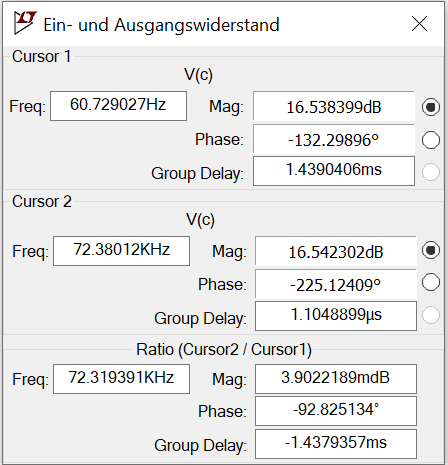 Ein- und Ausgangswiderstand
Cursor 1
V(c)
Freq: 60.729027Hz Mag: 16.538399dB
Phase: -132.29896°
Group Delay: 1.4390406ms
Cursor 2
V(c)
Freq: 72.38012KHz Mag: 16.542302dB
Phase: -225.12409°
Group Delay: 1.1048899µs
Ratio (Cursor2 / Cursor1)
Freq: 72.319391KHz Mag: 3.9022189mdB
Phase: -92.825134°
Group Delay: -1.4379357ms